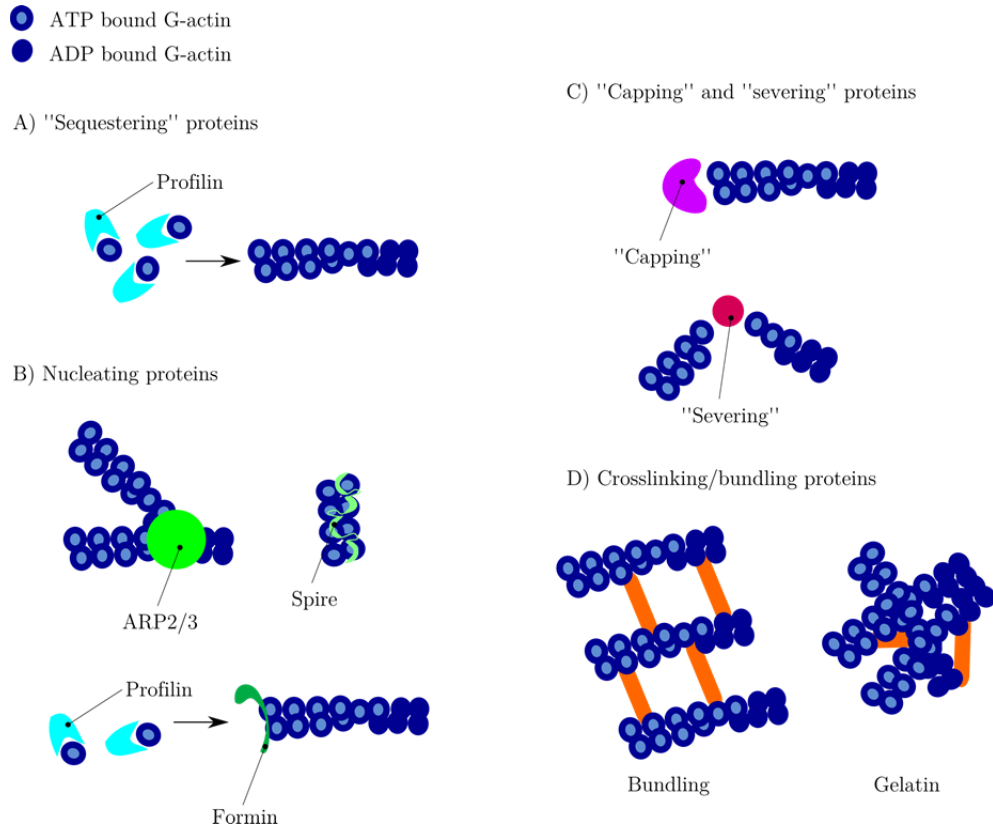 ATP bound G-actin
ADP bound G-actin
A) "Sequestering" proteins
Profilin
B) Nucleating proteins
ARP2/3
Spire
Profilin
Formin
C) "Capping" and "severing" proteins
"Capping"
"Severing"
D) Crosslinking/bundling proteins
Bundling
Gelatin